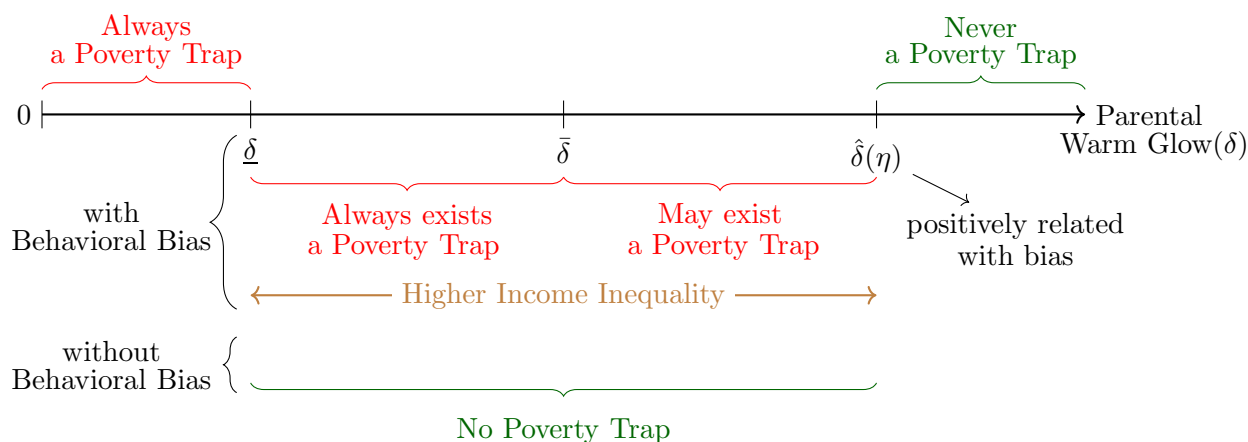 Always
a Poverty Trap
Never
a Poverty Trap
0
Parental
Warm Glow(δ)
δ̲
δ̄
δ̂(η)
with
Behavioral Bias
Always exists
a Poverty Trap
May exist
a Poverty Trap
positively related
with bias
Higher Income Inequality
without
Behavioral Bias
No Poverty Trap